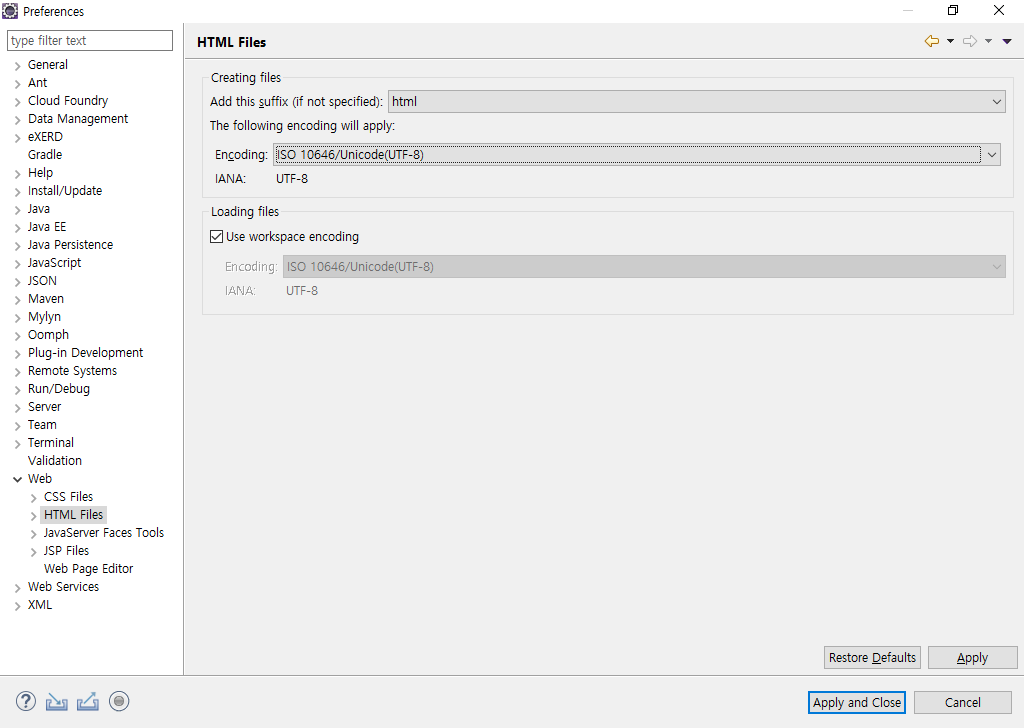 Preferences
type filter text
General
Ant
Cloud Foundry
Data Management
eXERD
Gradle
Help
Install/Update
Java
Java EE
Java Persistence
JavaScript
JSON
Maven
Mylyn
Oomph
Plug-in Development
Remote Systems
Run/Debug
Server
Team
Terminal
Validation
Web
CSS Files
HTML Files
JavaServer Faces Tools
JSP Files
Web Page Editor
Web Services
XML
HTML Files
Creating files
Add this suffix (if not specified): html
The following encoding will apply:
Encoding: ISO 10646/Unicode(UTF-8)
IANA: UTF-8
Loading files
Use workspace encoding
Encoding: ISO 10646/Unicode(UTF-8)
IANA: UTF-8
Restore Defaults Apply
? Apply and Close Cancel